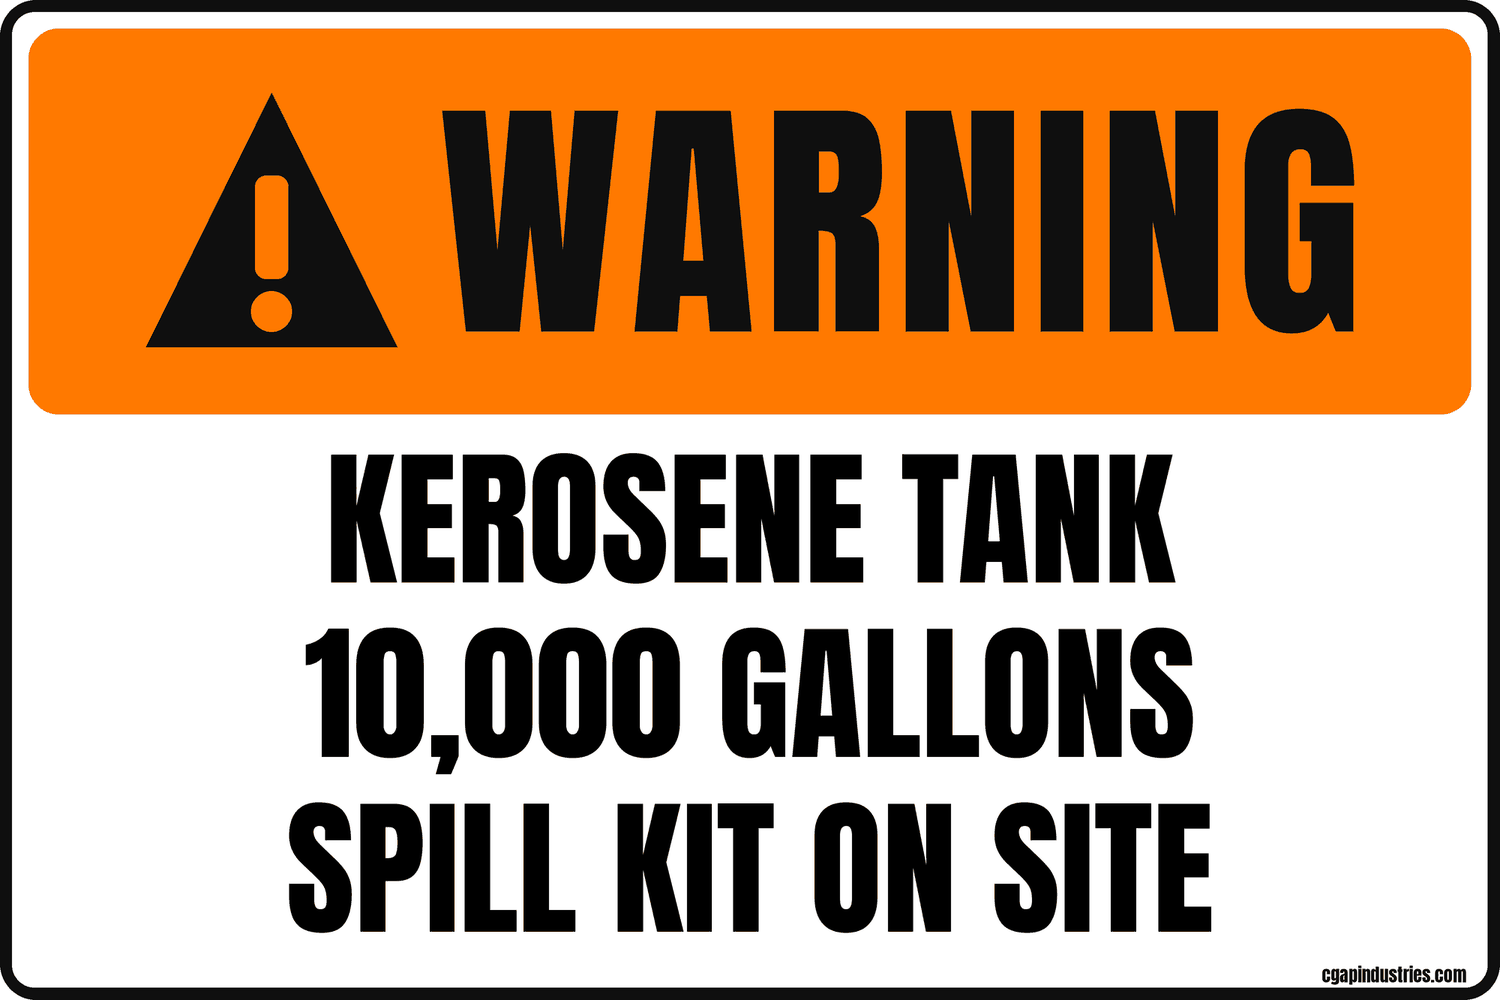 WARNING
KEROSENE TANK
10,000 GALLONS
SPILL KIT ON SITE
cgapindustries.com